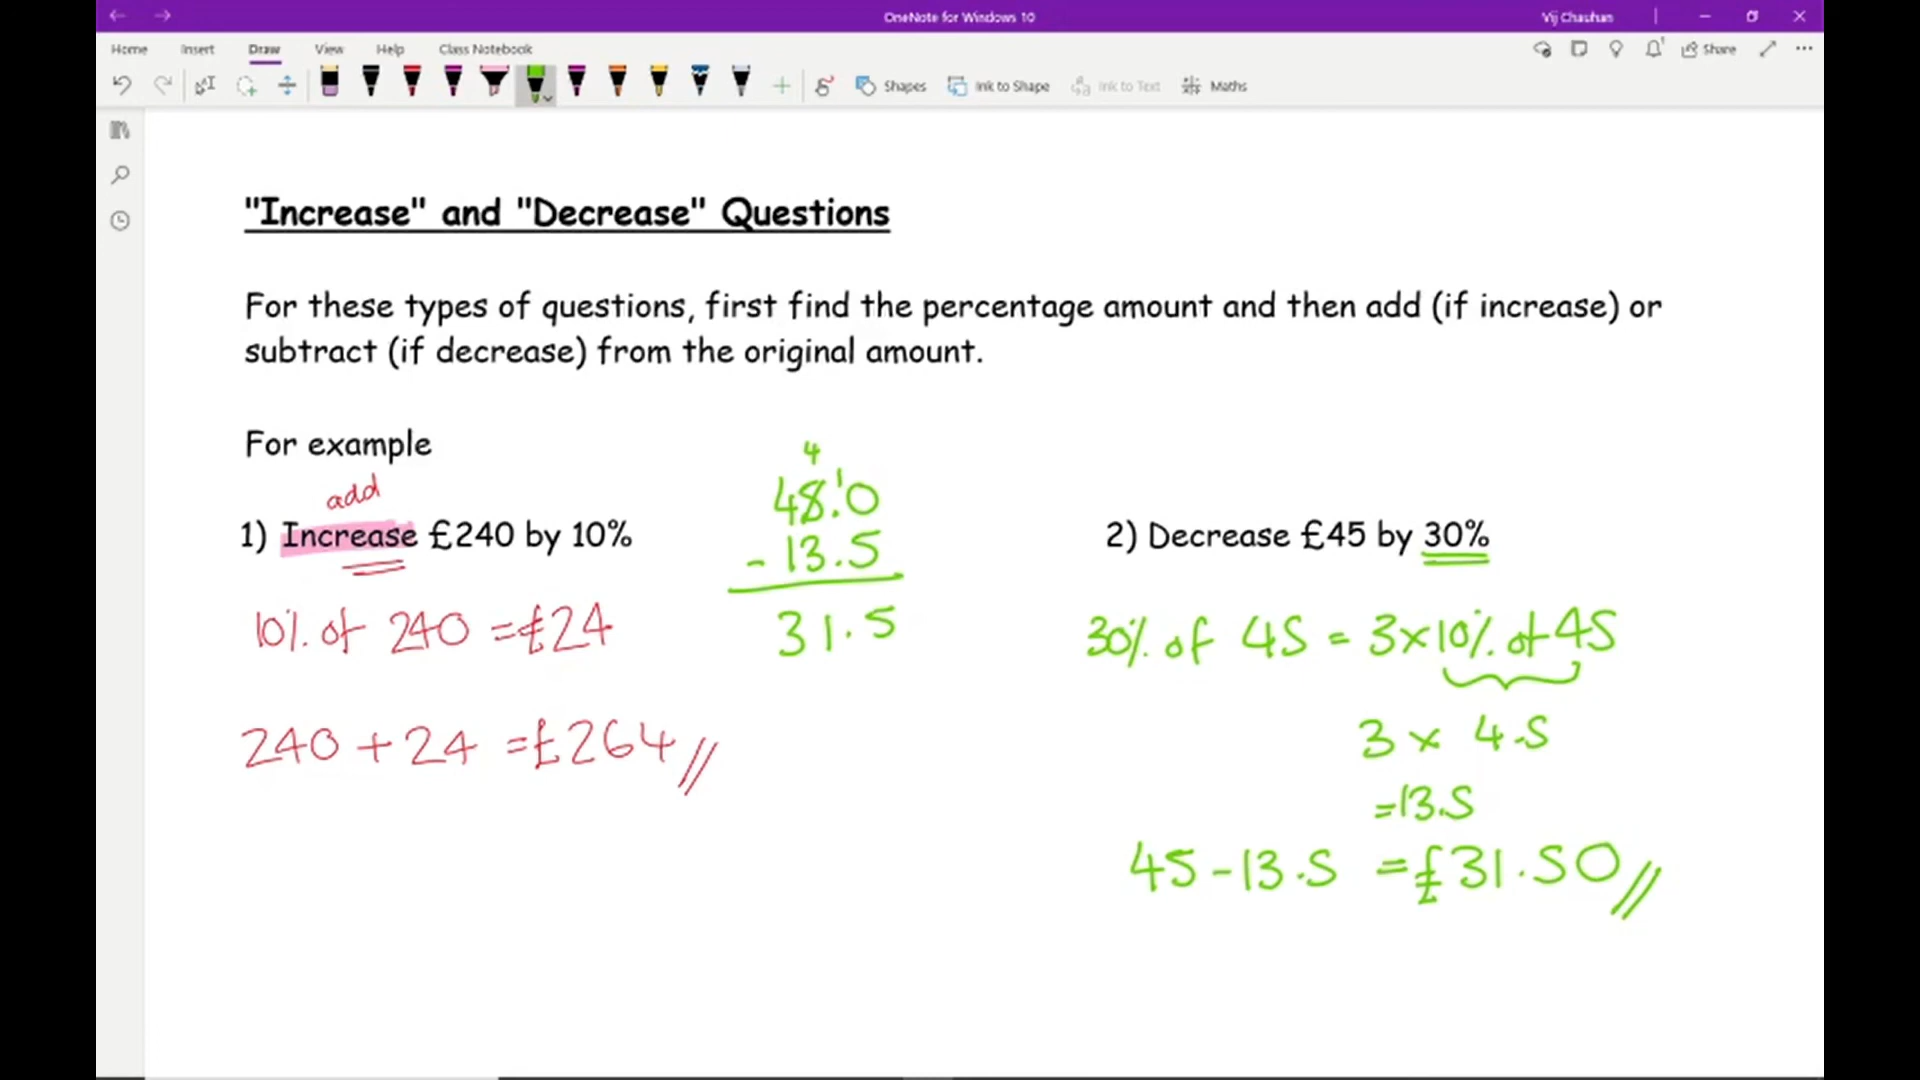 OneNote for Windows 10
Vij Chauhan
Home Insert Draw View Help Class Notebook
Share
Shapes Ink to Shape Ink to Text Maths
"Increase" and "Decrease" Questions
For these types of questions, first find the percentage amount and then add (if increase) or
subtract (if decrease) from the original amount.
For example
add
1) Increase £240 by 10%
10% of 240 = £24
240 + 24 = £264
4
48.10
- 13.5
31.5
2) Decrease £45 by 30%
30% of 45 = 3 x 10% of 45
3 x 4.5
= 13.5
45 - 13.5 = £31.50